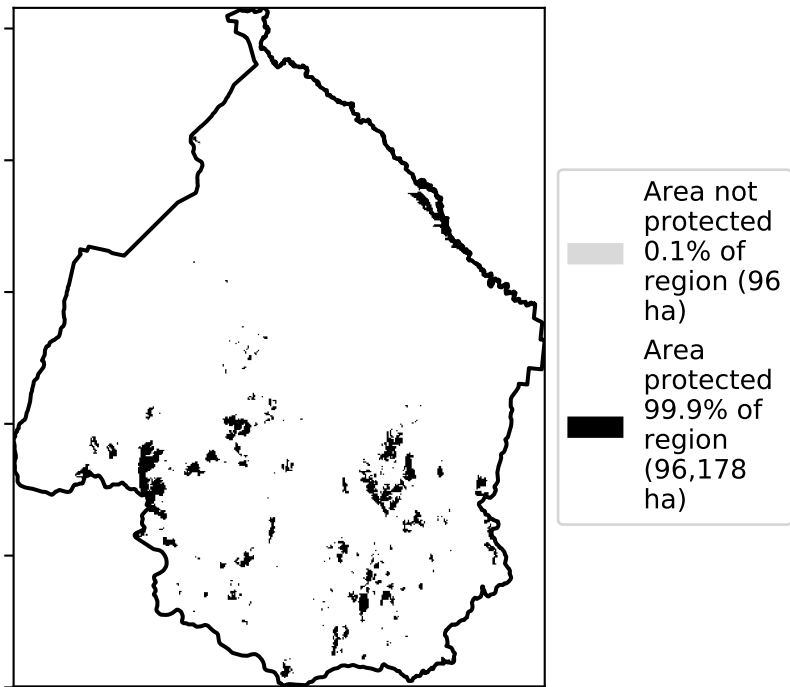 Area not
protected
0.1% of
region (96
ha)
Area
protected
99.9% of
region
(96,178
ha)